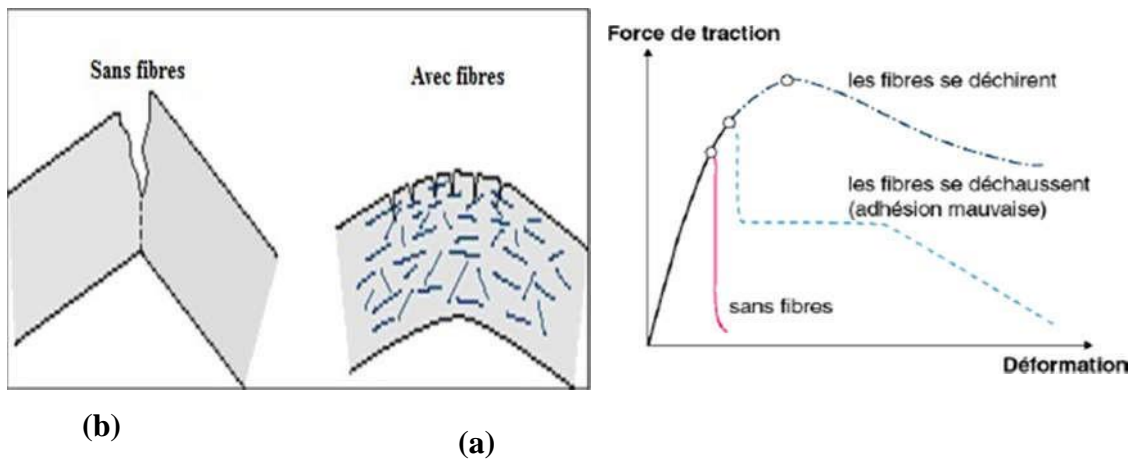 Sans fibres
Avec fibres
(b)
(a)
Force de traction
les fibres se déchirent
les fibres se déchaussent
(adhésion mauvaise)
sans fibres
Déformation